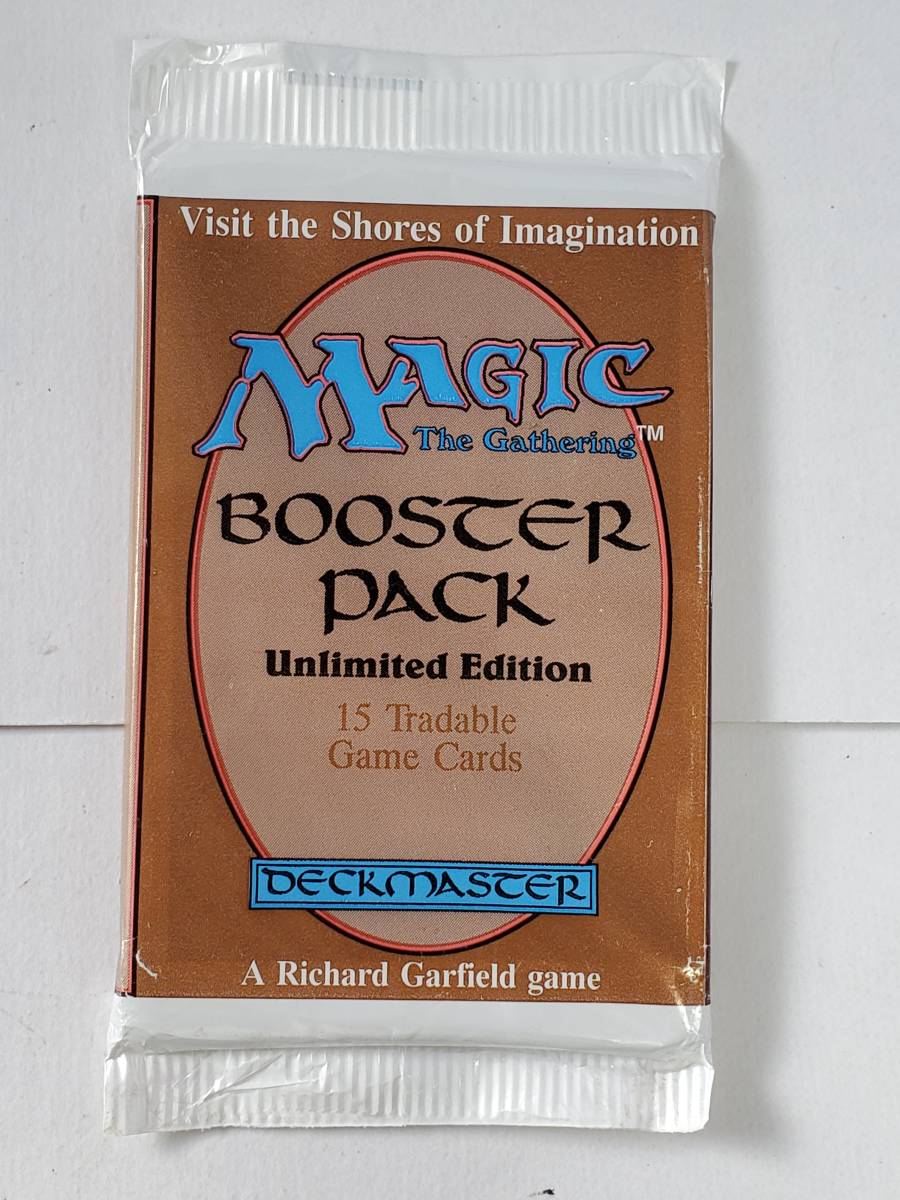 Visit the Shores of Imagination
MAGIC
The Gathering™
BOOSTER
PACK
Unlimited Edition
15 Tradable
Game Cards
DECKMASTER
A Richard Garfield game